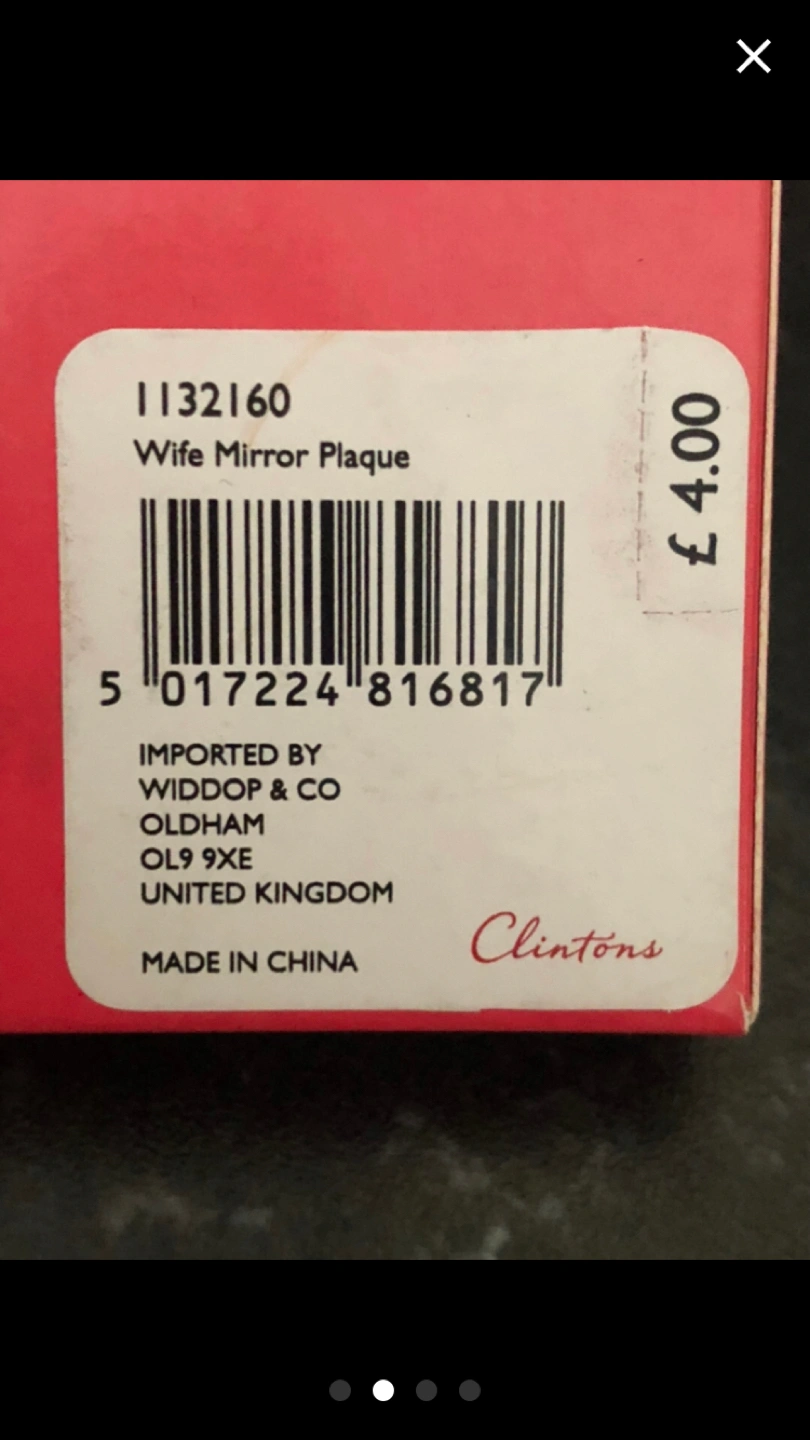 1132160
Wife Mirror Plaque
£ 4.00
5 017224 816817
IMPORTED BY
WIDDOP & CO
OLDHAM
OL9 9XE
UNITED KINGDOM
MADE IN CHINA
Clintons